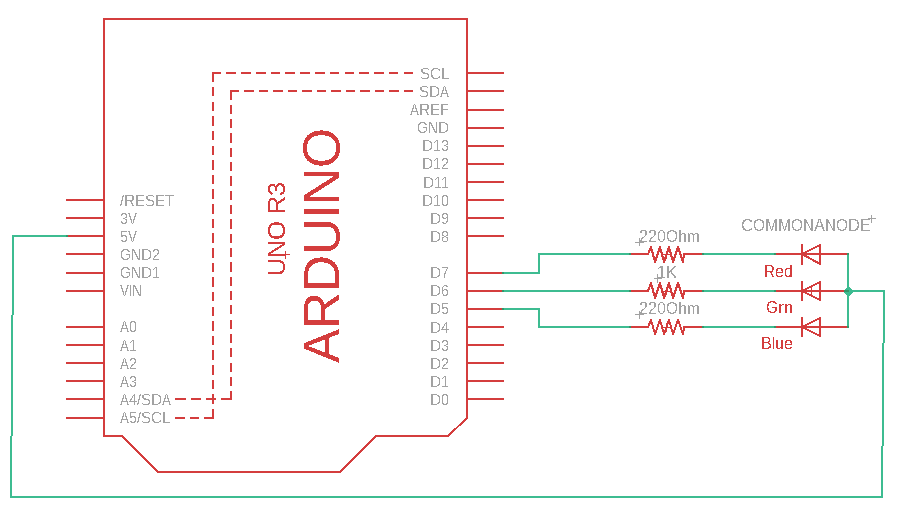 SCL
SDA
AREF
GND
D13
D12
D11
D10
D9
D8
D7
D6
D5
D4
D3
D2
D1
D0
/RESET
3V
5V
GND2
GND1
VIN
A0
A1
A2
A3
A4/SDA
A5/SCL
UNO R3
ARDUINO
220Ohm
1K
220Ohm
COMMONANODE
Red
Grn
Blue